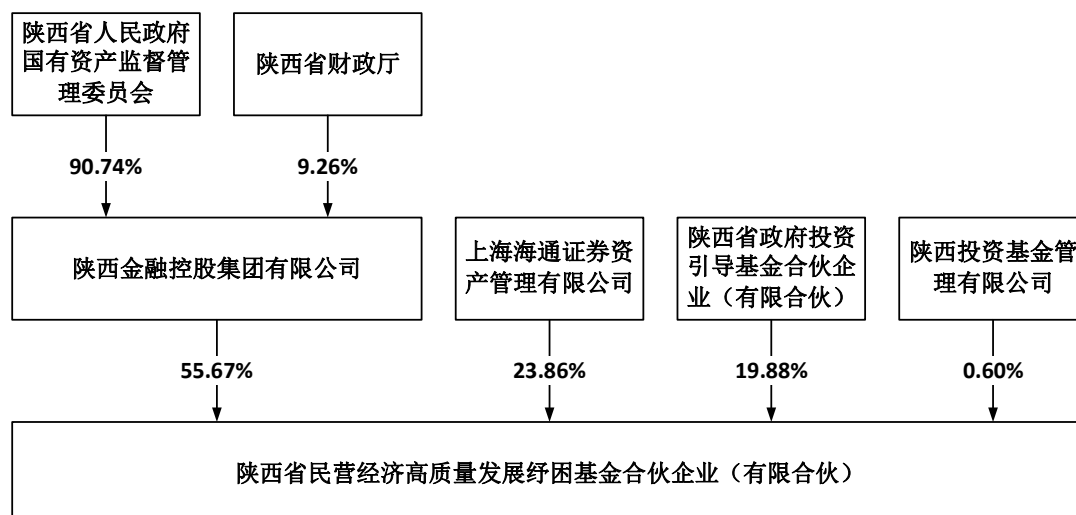 陕西省人民政府
国有资产监督管
理委员会
陕西省财政厅
90.74%
9.26%
陕西金融控股集团有限公司
上海海通证券资
产管理有限公司
陕西省政府投资
引导基金合伙企
业（有限合伙）
陕西投资基金管
理有限公司
55.67%
23.86%
19.88%
0.60%
陕西省民营经济高质量发展纾困基金合伙企业（有限合伙）